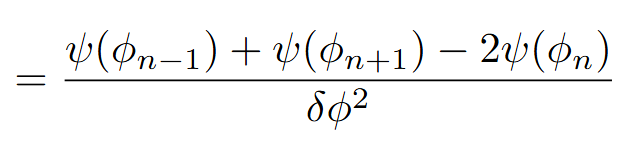 = \frac{\psi(\phi_{n-1}) + \psi(\phi_{n+1}) - 2\psi(\phi_n)}{\delta\phi^2}